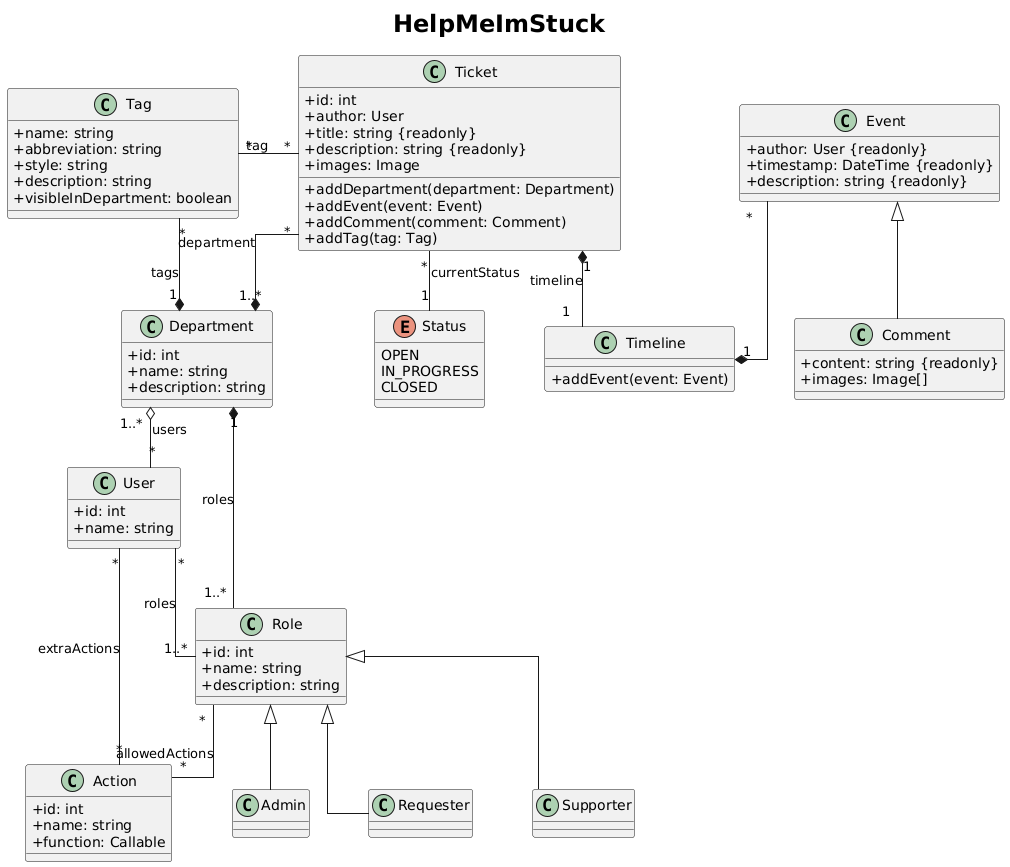 HelpMeImStuck
C Tag
+name: string
+abbreviation: string
+style: string
+description: string
+visibleInDepartment: boolean
C Ticket
+id: int
+author: User
+title: string {readonly}
+description: string {readonly}
+images: Image
+addDepartment(department: Department)
+addEvent(event: Event)
+addComment(comment: Comment)
+addTag(tag: Tag)
C Event
+author: User {readonly}
+timestamp: DateTime {readonly}
+description: string {readonly}
* tag *
* department *
tags
1 1..*
* currentStatus
1
1
timeline
1
*
1
C Department
+id: int
+name: string
+description: string
E Status
OPEN
IN_PROGRESS
CLOSED
C Timeline
+addEvent(event: Event)
C Comment
+content: string {readonly}
+images: Image[]
1..* users
*
1
roles
1..*
C User
+id: int
+name: string
* *
roles
1..*
extraActions
*
C Role
+id: int
+name: string
+description: string
*
allowedActions
*
C Action
+id: int
+name: string
+function: Callable
C Admin
C Requester
C Supporter